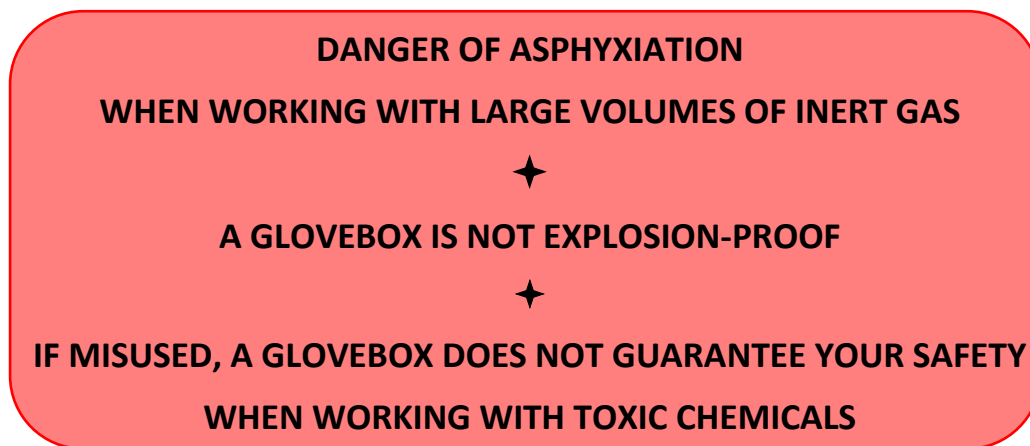 DANGER OF ASPHYXIATION
WHEN WORKING WITH LARGE VOLUMES OF INERT GAS
A GLOVEBOX IS NOT EXPLOSION-PROOF
IF MISUSED, A GLOVEBOX DOES NOT GUARANTEE YOUR SAFETY
WHEN WORKING WITH TOXIC CHEMICALS